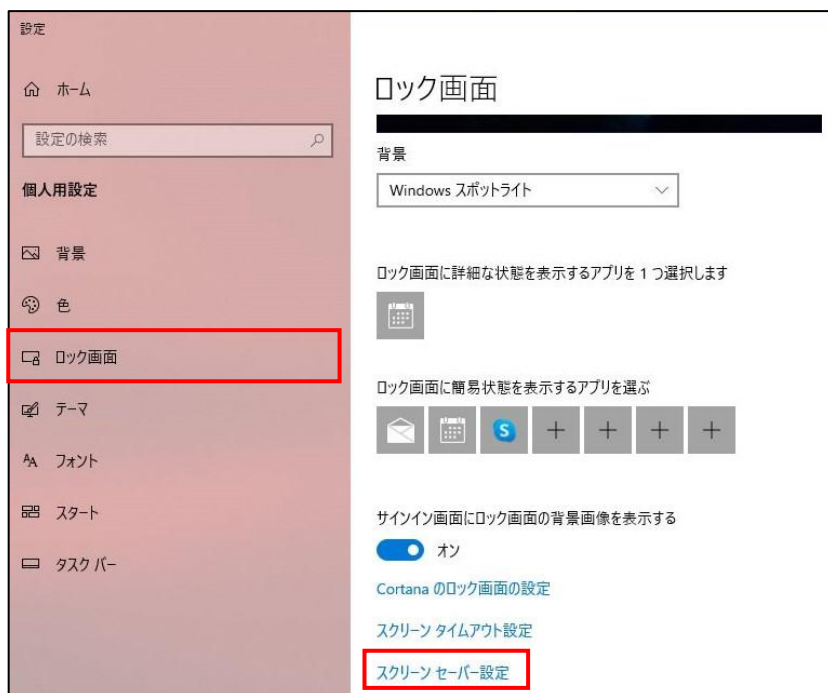 設定
ホーム
設定の検索
個人用設定
背景
色
ロック画面
テーマ
フォント
スタート
タスク バー
ロック画面
背景
Windows スポットライト
ロック画面に詳細な状態を表示するアプリを 1 つ選択します
ロック画面に簡易状態を表示するアプリを選ぶ
サインイン画面にロック画面の背景画像を表示する
オン
Cortana のロック画面の設定
スクリーン タイムアウト設定
スクリーン セーバー設定